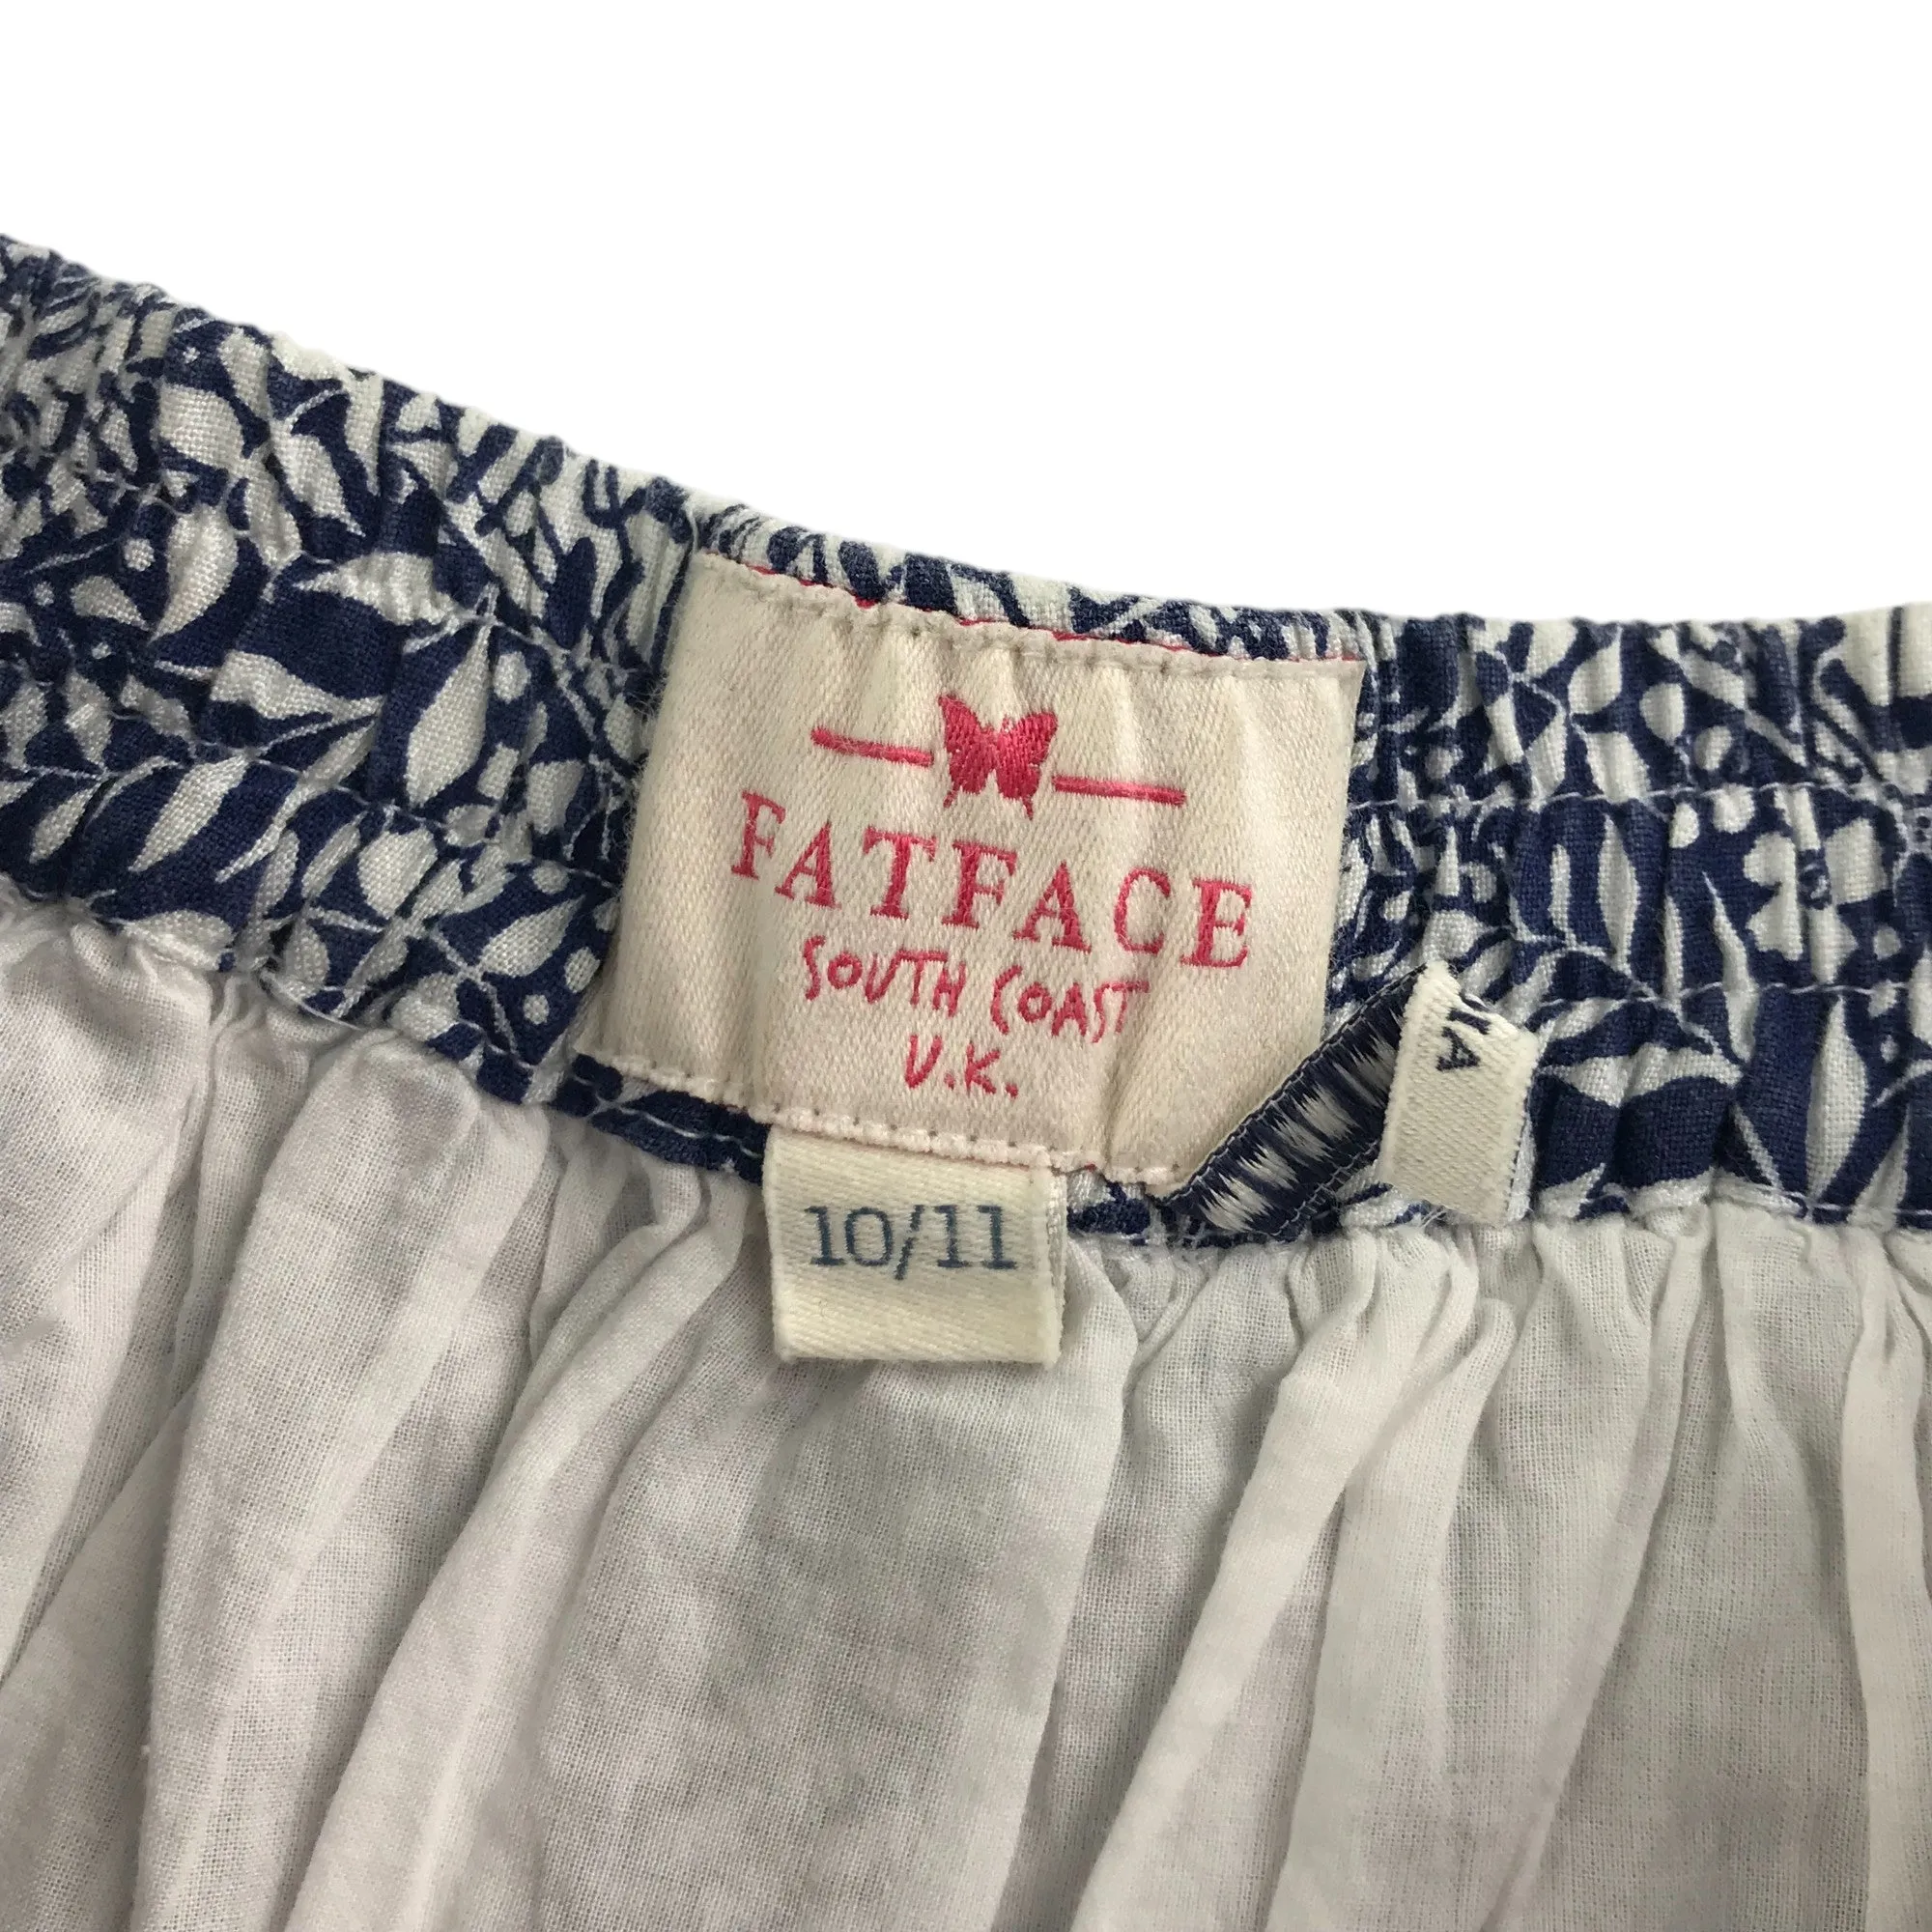 FATFACE
SOUTH COAST
U.K.
10/11